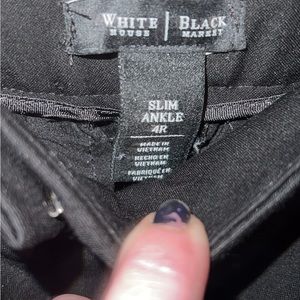 WHITE | BLACK
HOUSE | MARKET
SLIM
ANKLE
4R
MADE IN
VIETNAM
HECHO EN
VIETNAM
FABRIQUÉ EN
VIETNAM